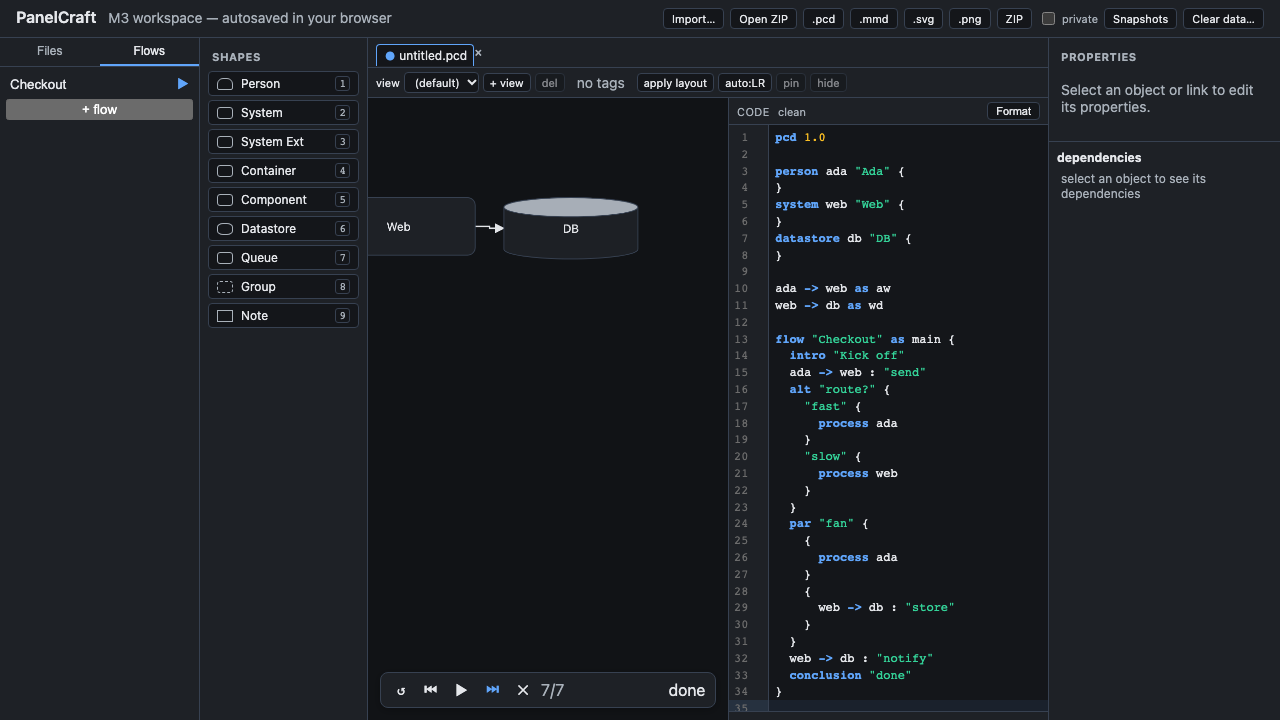 PanelCraft M3 workspace — autosaved in your browser
Import... Open ZIP .pcd .mmd .svg .png ZIP private Snapshots Clear data...
Files Flows
Checkout
+ flow
SHAPES
Person 1
System 2
System Ext 3
Container 4
Component 5
Datastore 6
Queue 7
Group 8
Note 9
untitled.pcd ×
view (default) + view del no tags apply layout auto:LR pin hide
Web
DB
7/7 done
CODE clean Format
1 pcd 1.0
2
3 person ada "Ada" {
4 }
5 system web "Web" {
6 }
7 datastore db "DB" {
8 }
9
10 ada -> web as aw
11 web -> db as wd
12
13 flow "Checkout" as main {
14 intro "Kick off"
15 ada -> web : "send"
16 alt "route?" {
17 "fast" {
18 process ada
19 }
20 "slow" {
21 process web
22 }
23 }
24 par "fan" {
25 {
26 process ada
27 }
28 {
29 web -> db : "store"
30 }
31 }
32 web -> db : "notify"
33 conclusion "done"
34 }
35
PROPERTIES
Select an object or link to edit
its properties.
dependencies
select an object to see its
dependencies